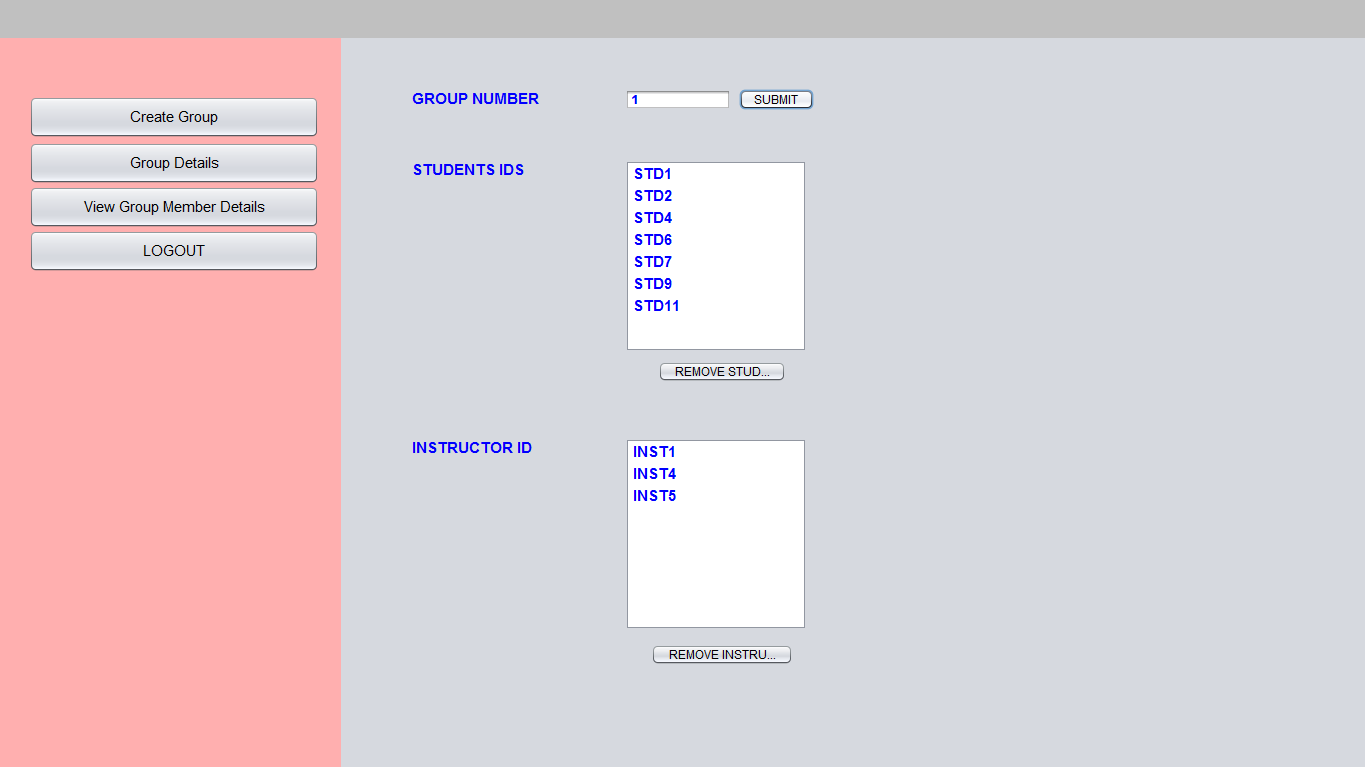 Create Group
Group Details
View Group Member Details
LOGOUT
GROUP NUMBER 1 SUBMIT
STUDENTS IDS
STD1
STD2
STD4
STD6
STD7
STD9
STD11
REMOVE STUD...
INSTRUCTOR ID
INST1
INST4
INST5
REMOVE INSTRU...